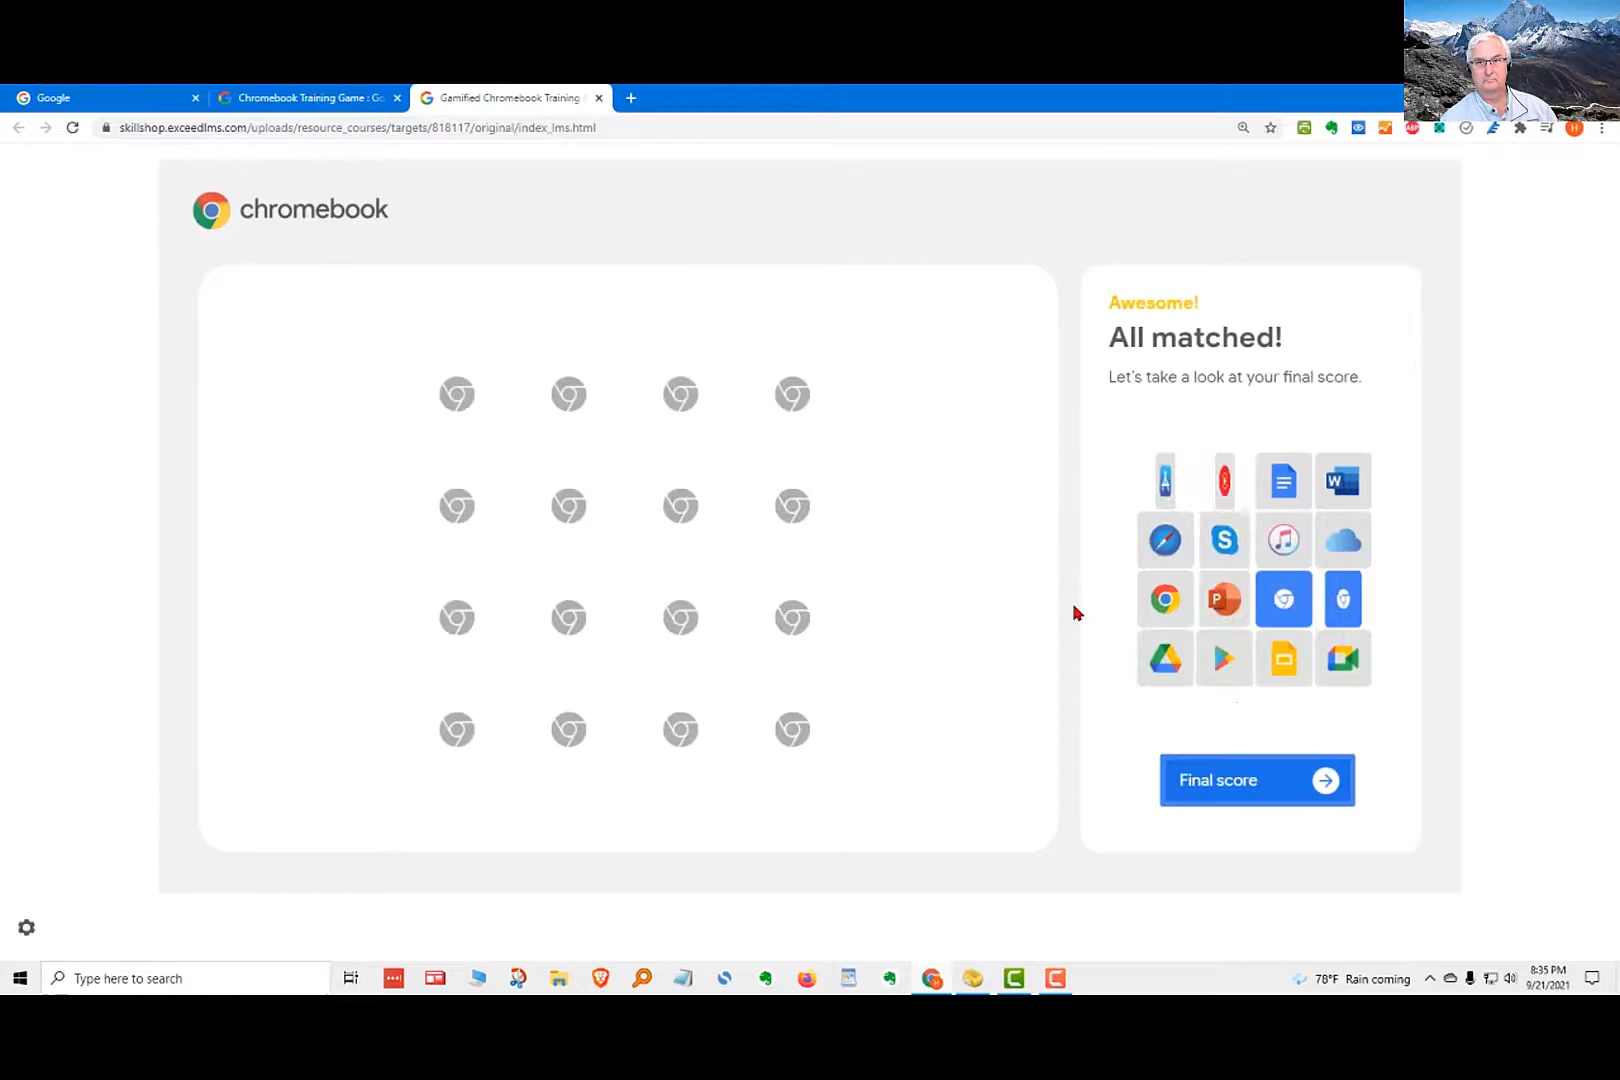 Google
Chromebook Training Game : Go
Gamified Chromebook Training
skillshop.exceedlms.com/uploads/resource_courses/targets/818117/original/index_lms.html
ABP
H
chromebook
Awesome!
All matched!
Let's take a look at your final score.
W
S
P
Final score
Type here to search
78°F Rain coming
8:35 PM
9/21/2021